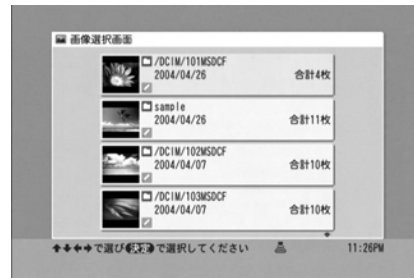 画像選択画面
/DCIM/101MSDCF
2004/04/26 合計4枚
sample
2004/04/26 合計11枚
/DCIM/102MSDCF
2004/04/07 合計10枚
/DCIM/103MSDCF
2004/04/07 合計10枚
↑↓←→で選び決定で選択してください 11:26PM